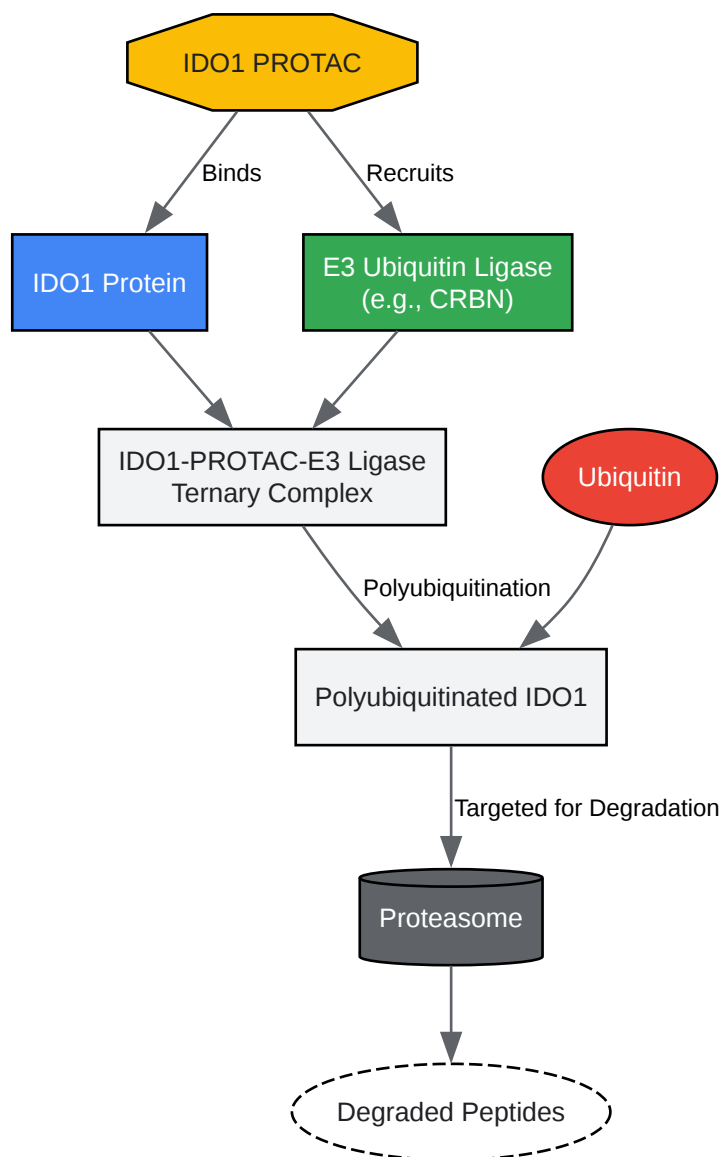 IDO1 PROTAC
Binds
Recruits
IDO1 Protein
E3 Ubiquitin Ligase
(e.g., CRBN)
IDO1-PROTAC-E3 Ligase
Ternary Complex
Ubiquitin
Polyubiquitination
Polyubiquitinated IDO1
Targeted for Degradation
Proteasome
Degraded Peptides